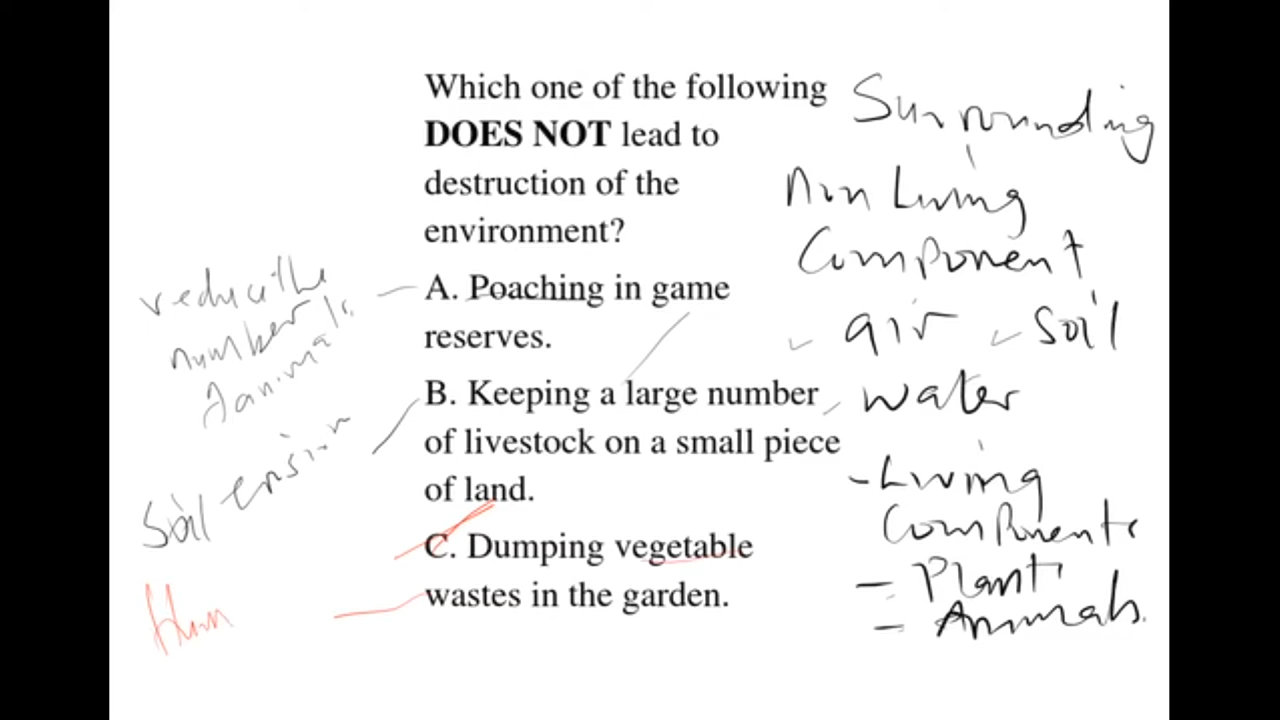 Which one of the following
DOES NOT lead to
destruction of the
environment?
A. Poaching in game
reserves.
B. Keeping a large number
of livestock on a small piece
of land.
C. Dumping vegetable
wastes in the garden.
Surrounding
Non Living
Component
air soil
water
- Living
Components
- Plants
- Animals.
reduce the
number
animals
Soil erosion